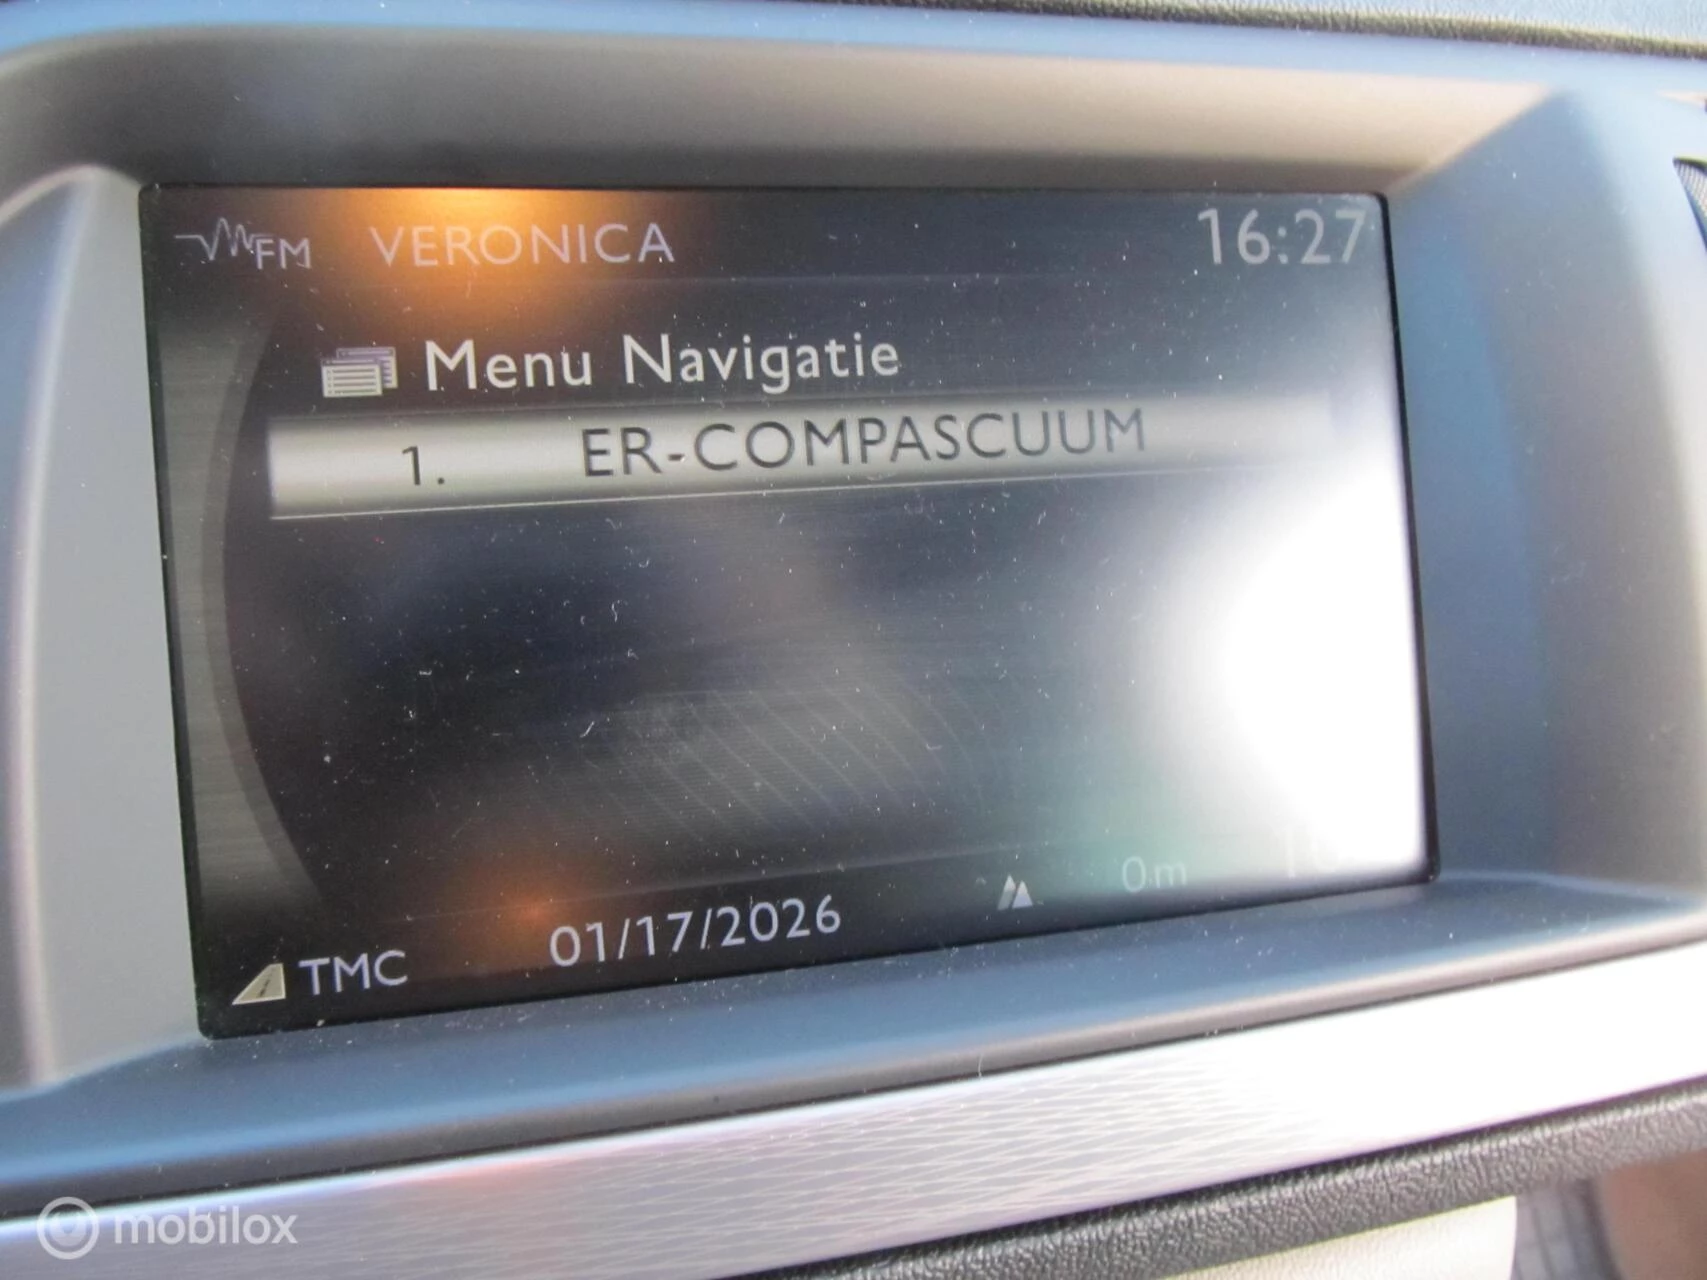 FM VERONICA 16:27
Menu Navigatie
1. ER-COMPASCUUM
TMC 01/17/2026 0m
mobilox